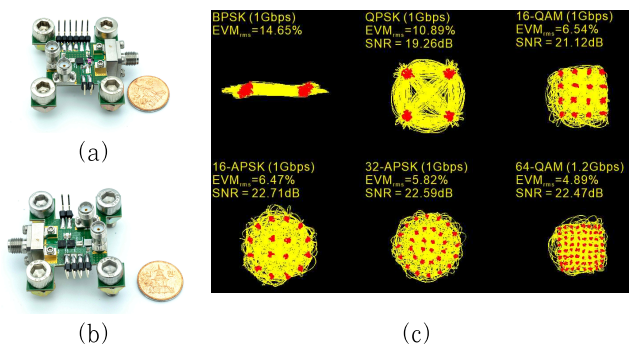 BPSK (1Gbps)
EVMrms=14.65%
QPSK (1Gbps)
EVMrms=10.89%
SNR = 19.26dB
16-QAM (1Gbps)
EVMrms=6.54%
SNR = 21.12dB
(a)
16-APSK (1Gbps)
EVMrms=6.47%
SNR = 22.71dB
32-APSK (1Gbps)
EVMrms=5.82%
SNR = 22.59dB
64-QAM (1.2Gbps)
EVMrms=4.89%
SNR = 22.47dB
(b)
(c)